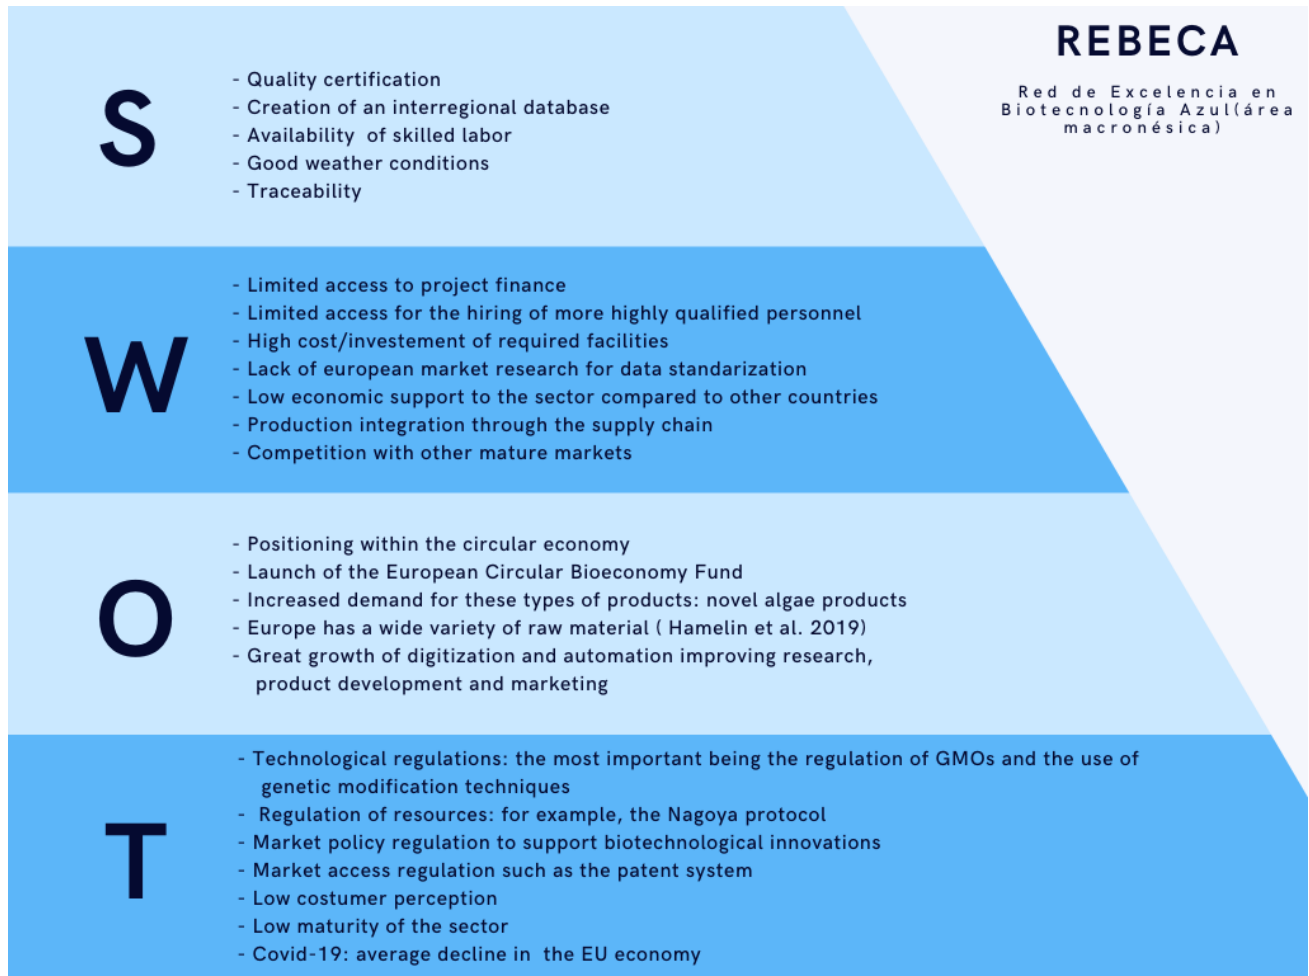 REBECA
Red de Excelencia en
Biotecnología Azul(área
macronésica)
S
- Quality certification
- Creation of an interregional database
- Availability of skilled labor
- Good weather conditions
- Traceability
W
- Limited access to project finance
- Limited access for the hiring of more highly qualified personnel
- High cost/investement of required facilities
- Lack of european market research for data standarization
- Low economic support to the sector compared to other countries
- Production integration through the supply chain
- Competition with other mature markets
O
- Positioning within the circular economy
- Launch of the European Circular Bioeconomy Fund
- Increased demand for these types of products: novel algae products
- Europe has a wide variety of raw material ( Hamelin et al. 2019)
- Great growth of digitization and automation improving research,
product development and marketing
T
- Technological regulations: the most important being the regulation of GMOs and the use of
genetic modification techniques
- Regulation of resources: for example, the Nagoya protocol
- Market policy regulation to support biotechnological innovations
- Market access regulation such as the patent system
- Low costumer perception
- Low maturity of the sector
- Covid-19: average decline in the EU economy